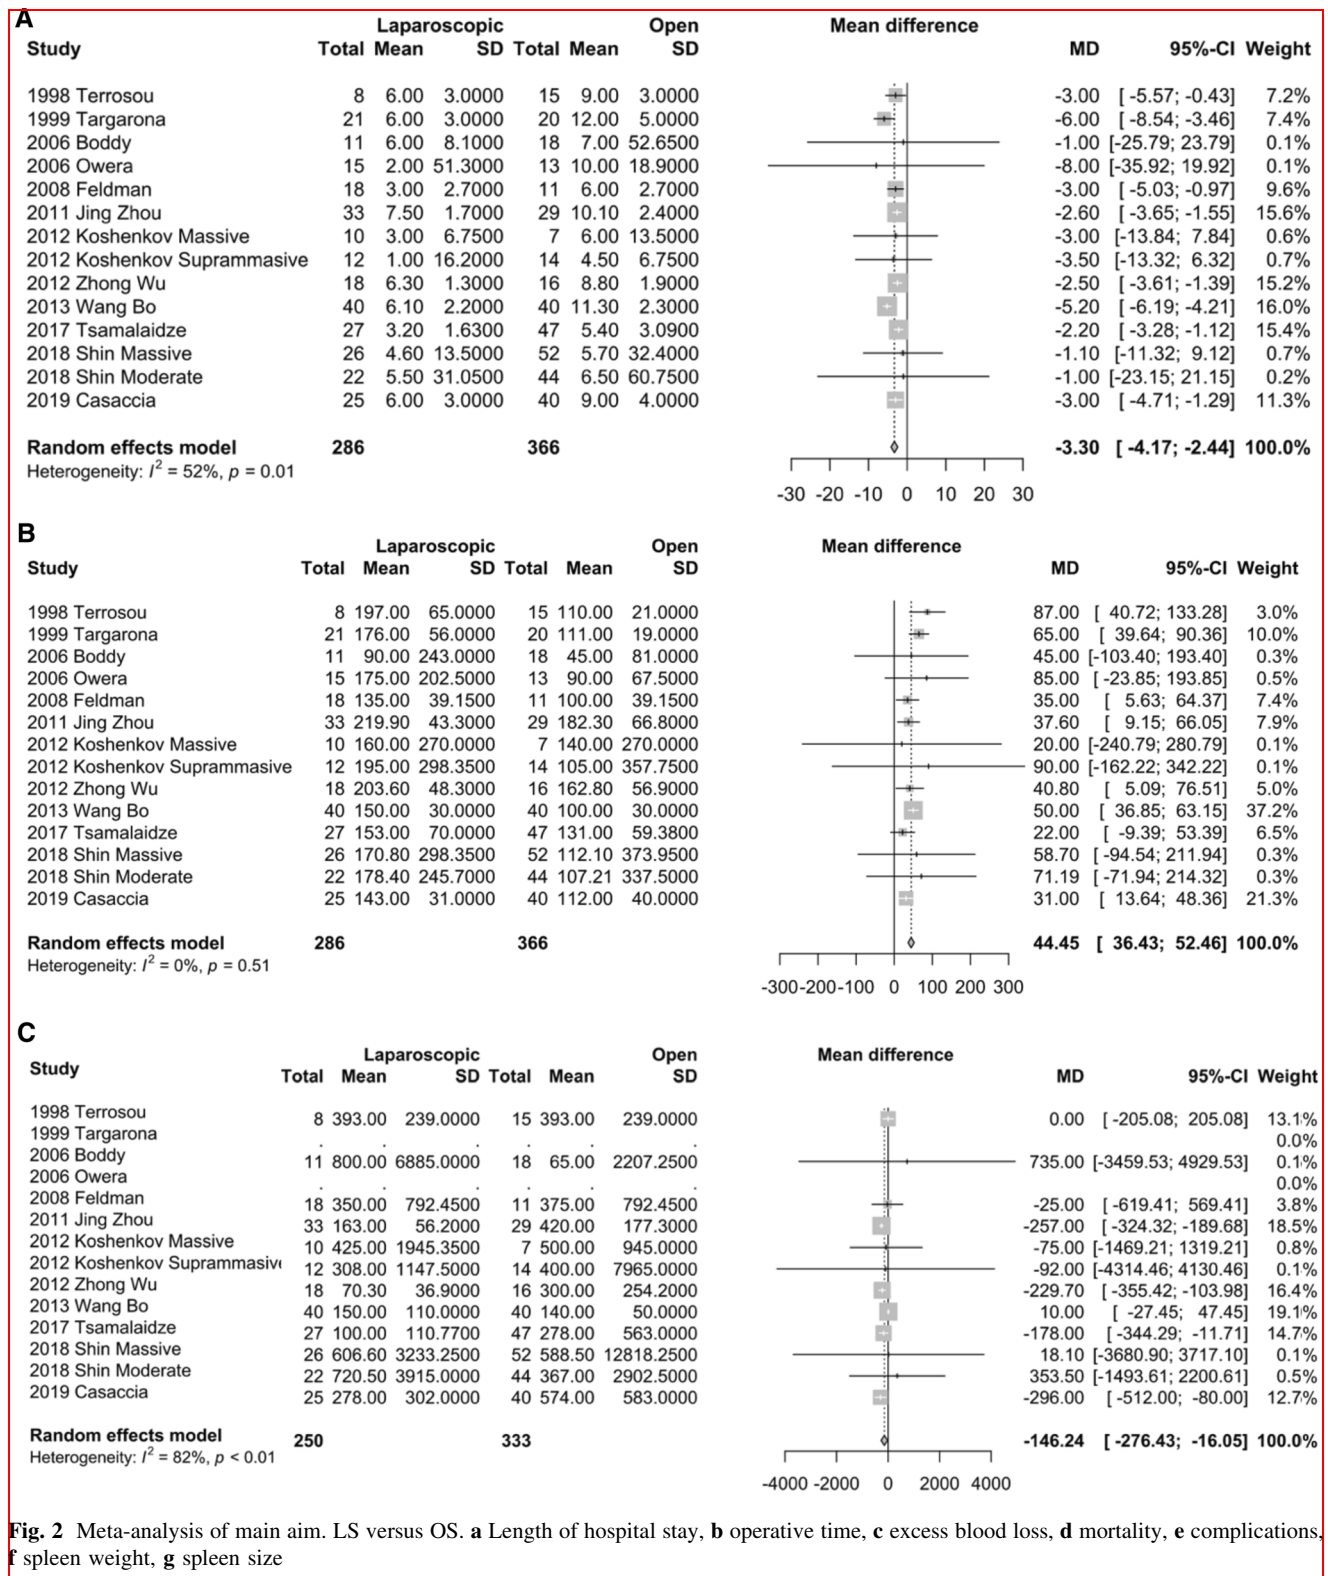 A
Laparoscopic Open Mean difference
Study Total Mean SD Total Mean SD MD 95%-CI Weight
1998 Terrosou 8 6.00 3.0000 15 9.00 3.0000 -3.00 [ -5.57; -0.43] 7.2%
1999 Targarona 21 6.00 3.0000 20 12.00 5.0000 -6.00 [ -8.54; -3.46] 7.4%
2006 Boddy 11 6.00 8.1000 18 7.00 52.6500 -1.00 [-25.79; 23.79] 0.1%
2006 Owera 15 2.00 51.3000 13 10.00 18.9000 -8.00 [-35.92; 19.92] 0.1%
2008 Feldman 18 3.00 2.7000 11 6.00 2.7000 -3.00 [ -5.03; -0.97] 9.6%
2011 Jing Zhou 33 7.50 1.7000 29 10.10 2.4000 -2.60 [ -3.65; -1.55] 15.6%
2012 Koshenkov Massive 10 3.00 6.7500 7 6.00 13.5000 -3.00 [-13.84; 7.84] 0.6%
2012 Koshenkov Suprammasive 12 1.00 16.2000 14 4.50 6.7500 -3.50 [-13.32; 6.32] 0.7%
2012 Zhong Wu 18 6.30 1.3000 16 8.80 1.9000 -2.50 [ -3.61; -1.39] 15.2%
2013 Wang Bo 40 6.10 2.2000 40 11.30 2.3000 -5.20 [ -6.19; -4.21] 16.0%
2017 Tsamalaidze 27 3.20 1.6300 47 5.40 3.0900 -2.20 [ -3.28; -1.12] 15.4%
2018 Shin Massive 26 4.60 13.5000 52 5.70 32.4000 -1.10 [-11.32; 9.12] 0.7%
2018 Shin Moderate 22 5.50 31.0500 44 6.50 60.7500 -1.00 [-23.15; 21.15] 0.2%
2019 Casaccia 25 6.00 3.0000 40 9.00 4.0000 -3.00 [ -4.71; -1.29] 11.3%
Random effects model 286 366 -3.30 [ -4.17; -2.44] 100.0%
Heterogeneity: I² = 52%, p = 0.01
-30 -20 -10 0 10 20 30
B
Laparoscopic Open Mean difference
Study Total Mean SD Total Mean SD MD 95%-CI Weight
1998 Terrosou 8 197.00 65.0000 15 110.00 21.0000 87.00 [ 40.72; 133.28] 3.0%
1999 Targarona 21 176.00 56.0000 20 111.00 19.0000 65.00 [ 39.64; 90.36] 10.0%
2006 Boddy 11 90.00 243.0000 18 45.00 81.0000 45.00 [-103.40; 193.40] 0.3%
2006 Owera 15 175.00 202.5000 13 90.00 67.5000 85.00 [ -23.85; 193.85] 0.5%
2008 Feldman 18 135.00 39.1500 11 100.00 39.1500 35.00 [ 5.63; 64.37] 7.4%
2011 Jing Zhou 33 219.90 43.3000 29 182.30 66.8000 37.60 [ 9.15; 66.05] 7.9%
2012 Koshenkov Massive 10 160.00 270.0000 7 140.00 270.0000 20.00 [-240.79; 280.79] 0.1%
2012 Koshenkov Suprammasive 12 195.00 298.3500 14 105.00 357.7500 90.00 [-162.22; 342.22] 0.1%
2012 Zhong Wu 18 203.60 48.3000 16 162.80 56.9000 40.80 [ 5.09; 76.51] 5.0%
2013 Wang Bo 40 150.00 30.0000 40 100.00 30.0000 50.00 [ 36.85; 63.15] 37.2%
2017 Tsamalaidze 27 153.00 70.0000 47 131.00 59.3800 22.00 [ -9.39; 53.39] 6.5%
2018 Shin Massive 26 170.80 298.3500 52 112.10 373.9500 58.70 [ -94.54; 211.94] 0.3%
2018 Shin Moderate 22 178.40 245.7000 44 107.21 337.5000 71.19 [ -71.94; 214.32] 0.3%
2019 Casaccia 25 143.00 31.0000 40 112.00 40.0000 31.00 [ 13.64; 48.36] 21.3%
Random effects model 286 366 44.45 [ 36.43; 52.46] 100.0%
Heterogeneity: I² = 0%, p = 0.51
-300 -200 -100 0 100 200 300
C
Laparoscopic Open Mean difference
Study Total Mean SD Total Mean SD MD 95%-CI Weight
1998 Terrosou 8 393.00 239.0000 15 393.00 239.0000 0.00 [ -205.08; 205.08] 13.1%
1999 Targarona . . . . . . 0.0%
2006 Boddy 11 800.00 6885.0000 18 65.00 2207.2500 735.00 [-3459.53; 4929.53] 0.1%
2006 Owera . . . . . . 0.0%
2008 Feldman 18 350.00 792.4500 11 375.00 792.4500 -25.00 [ -619.41; 569.41] 3.8%
2011 Jing Zhou 33 163.00 56.2000 29 420.00 177.3000 -257.00 [ -324.32; -189.68] 18.5%
2012 Koshenkov Massive 10 425.00 1945.3500 7 500.00 945.0000 -75.00 [-1469.21; 1319.21] 0.8%
2012 Koshenkov Suprammasive 12 308.00 1147.5000 14 400.00 7965.0000 -92.00 [-4314.46; 4130.46] 0.1%
2012 Zhong Wu 18 70.30 36.9000 16 300.00 254.2000 -229.70 [ -355.42; -103.98] 16.4%
2013 Wang Bo 40 150.00 110.0000 40 140.00 50.0000 10.00 [ -27.45; 47.45] 19.1%
2017 Tsamalaidze 27 100.00 110.7700 47 278.00 563.0000 -178.00 [ -344.29; -11.71] 14.7%
2018 Shin Massive 26 606.60 3233.2500 52 588.50 12818.2500 18.10 [-3680.90; 3717.10] 0.1%
2018 Shin Moderate 22 720.50 3915.0000 44 367.00 2902.5000 353.50 [-1493.61; 2200.61] 0.5%
2019 Casaccia 25 278.00 302.0000 40 574.00 583.0000 -296.00 [ -512.00; -80.00] 12.7%
Random effects model 250 333 -146.24 [ -276.43; -16.05] 100.0%
Heterogeneity: I² = 82%, p < 0.01
-4000 -2000 0 2000 4000
Fig. 2 Meta-analysis of main aim. LS versus OS. a Length of hospital stay, b operative time, c excess blood loss, d mortality, e complications,
f spleen weight, g spleen size